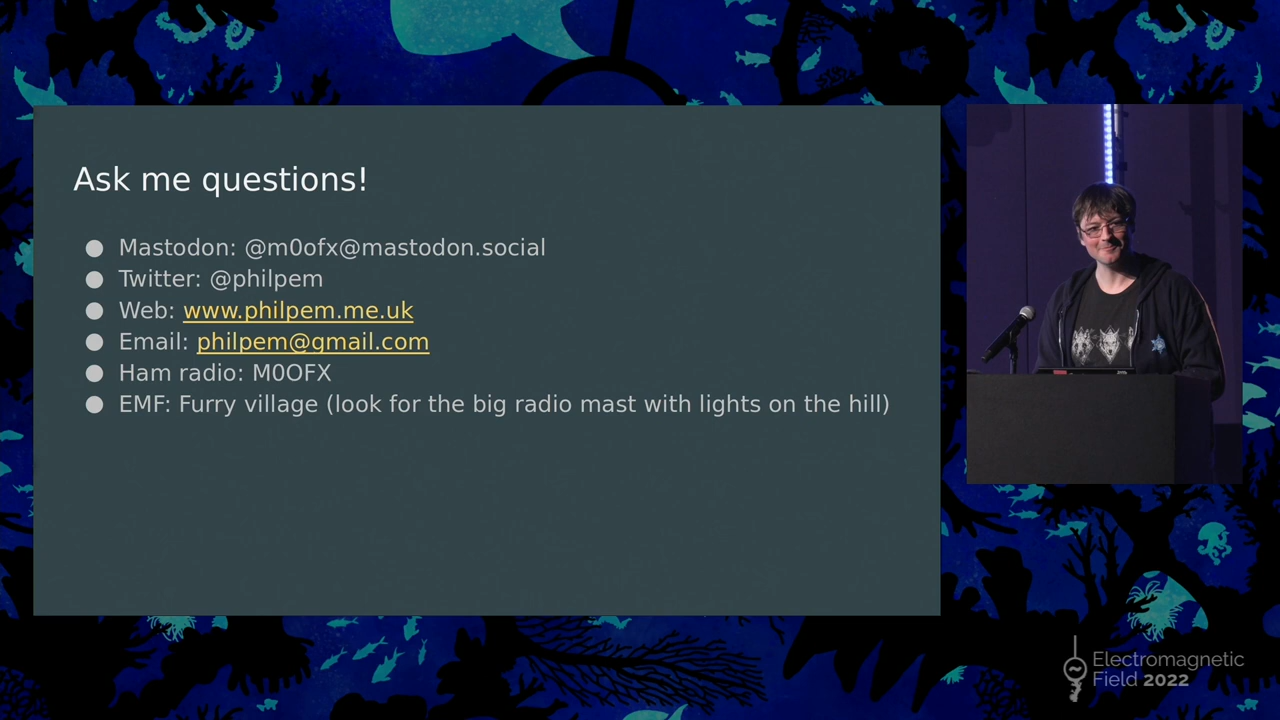 Ask me questions!
● Mastodon: @m0ofx@mastodon.social
● Twitter: @philpem
● Web: www.philpem.me.uk
● Email: philpem@gmail.com
● Ham radio: M0OFX
● EMF: Furry village (look for the big radio mast with lights on the hill)
Electromagnetic
Field 2022